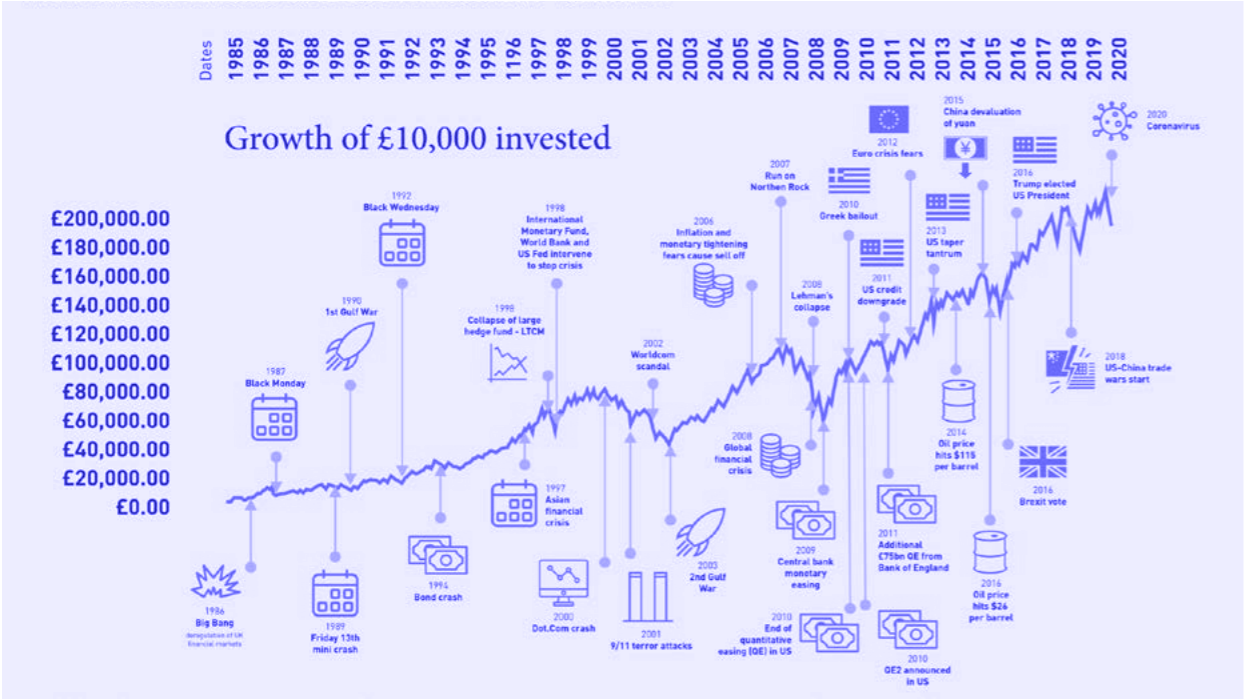 Dates 1985 1986 1987 1988 1989 1990 1991 1992 1993 1994 1995 1196 1997 1998 1999 2000 2001 2002 2003 2004 2005 2006 2007 2008 2009 2010 2011 2012 2013 2014 2015 2016 2017 2018 2019 2020
Growth of £10,000 invested
£200,000.00
£180,000.00
£160,000.00
£140,000.00
£120,000.00
£100,000.00
£80,000.00
£60,000.00
£40,000.00
£20,000.00
£0.00
1986
Big Bang
deregulation of UK
financial markets
1987
Black Monday
1989
Friday 13th
mini crash
1990
1st Gulf War
1992
Black Wednesday
1994
Bond crash
1998
Collapse of large
hedge fund - LTCM
1997
Asian
financial
crisis
1998
International
Monetary Fund,
World Bank and
US Fed intervene
to stop crisis
2000
Dot.Com crash
2001
9/11 terror attacks
2002
Worldcom
scandal
2003
2nd Gulf
War
2006
Inflation and
monetary tightening
fears cause sell off
2007
Run on
Northen Rock
2008
Global
financial
crisis
2008
Lehman's
collapse
2009
Central bank
monetary
easing
2010
End of
quantitative
easing (QE) in US
2010
Greek bailout
2010
QE2 announced
in US
2011
US credit
downgrade
2011
Additional
£75bn QE from
Bank of England
2012
Euro crisis fears
2013
US taper
tantrum
2014
Oil price
hits $115
per barrel
2015
China devaluation
of yuan
¥
2016
Oil price
hits $26
per barrel
2016
Trump elected
US President
2016
Brexit vote
2018
US-China trade
wars start
2020
Coronavirus